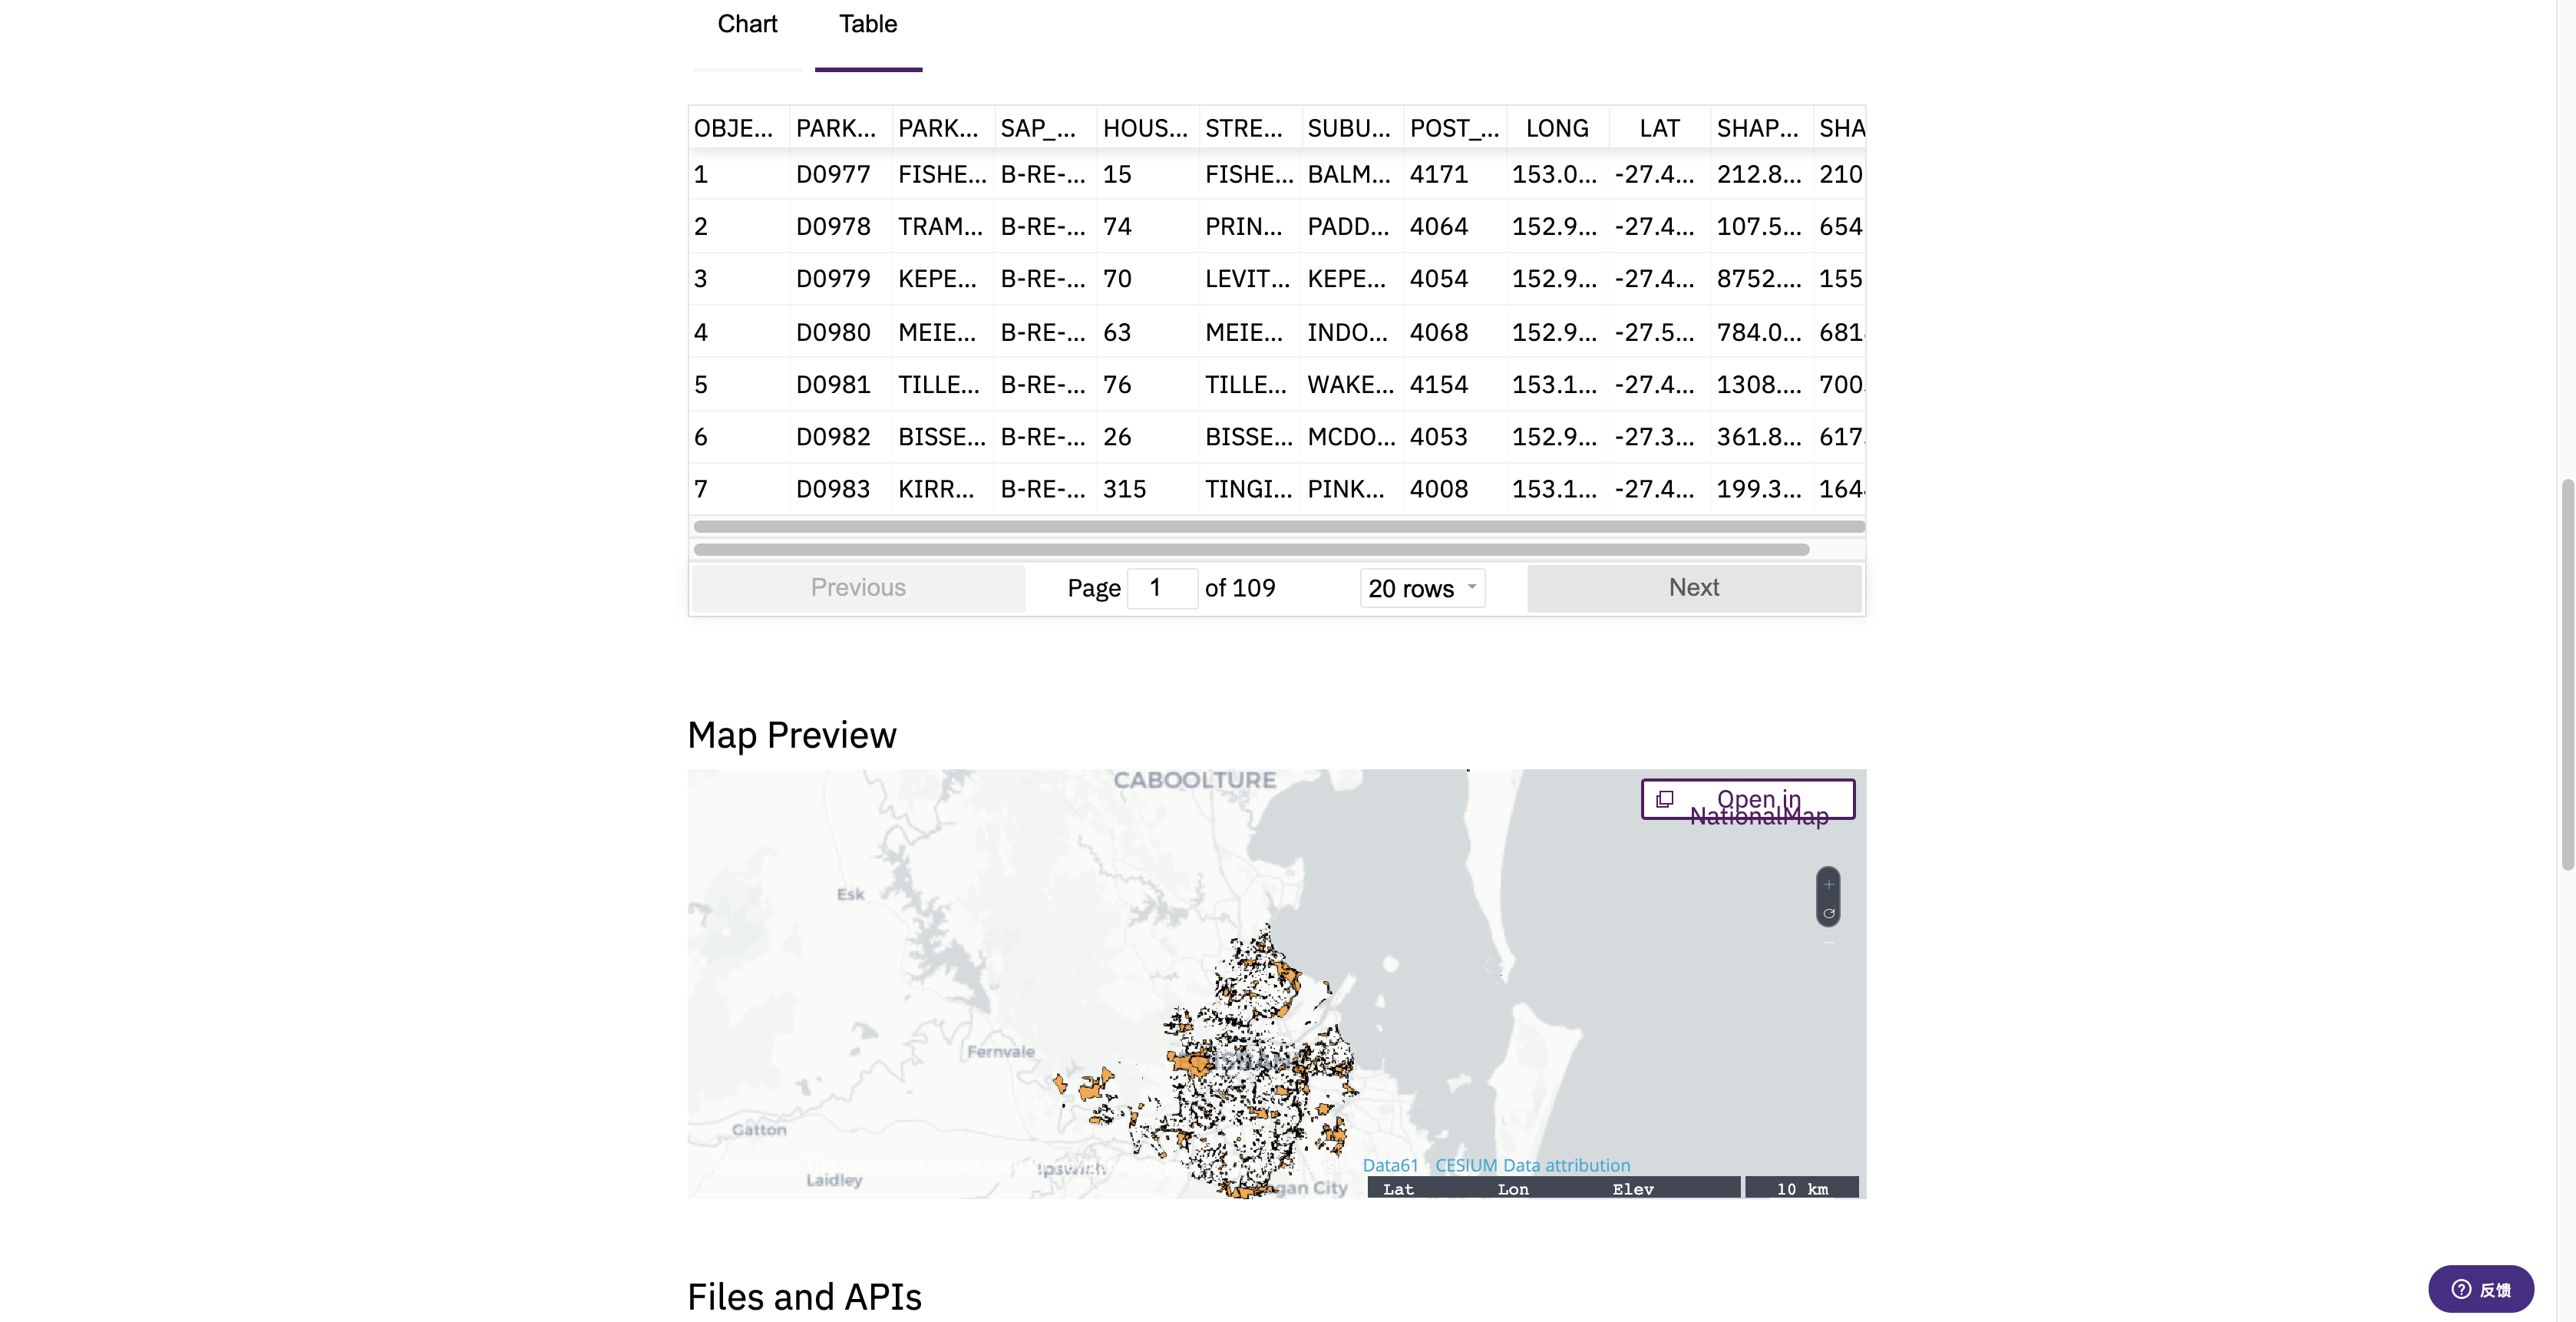 Chart Table
OBJE... PARK... PARK... SAP_... HOUS... STRE... SUBU... POST_... LONG LAT SHAP... SHA
1 D0977 FISHE... B-RE-... 15 FISHE... BALM... 4171 153.0... -27.4... 212.8... 210
2 D0978 TRAM... B-RE-... 74 PRIN... PADD... 4064 152.9... -27.4... 107.5... 654
3 D0979 KEPE... B-RE-... 70 LEVIT... KEPE... 4054 152.9... -27.4... 8752.... 155
4 D0980 MEIE... B-RE-... 63 MEIE... INDO... 4068 152.9... -27.5... 784.0... 681
5 D0981 TILLE... B-RE-... 76 TILLE... WAKE... 4154 153.1... -27.4... 1308.... 700
6 D0982 BISSE... B-RE-... 26 BISSE... MCDO... 4053 152.9... -27.3... 361.8... 617
7 D0983 KIRR... B-RE-... 315 TINGI... PINK... 4008 153.1... -27.4... 199.3... 164
Previous Page 1 of 109 20 rows Next
Map Preview
CABOOLTURE
Open in
NationalMap
Esk
Fernvale
Gatton
Data61 CESIUM Data attribution
Laidley
gan City
Lat Lon Elev 10 km
Files and APIs
反馈